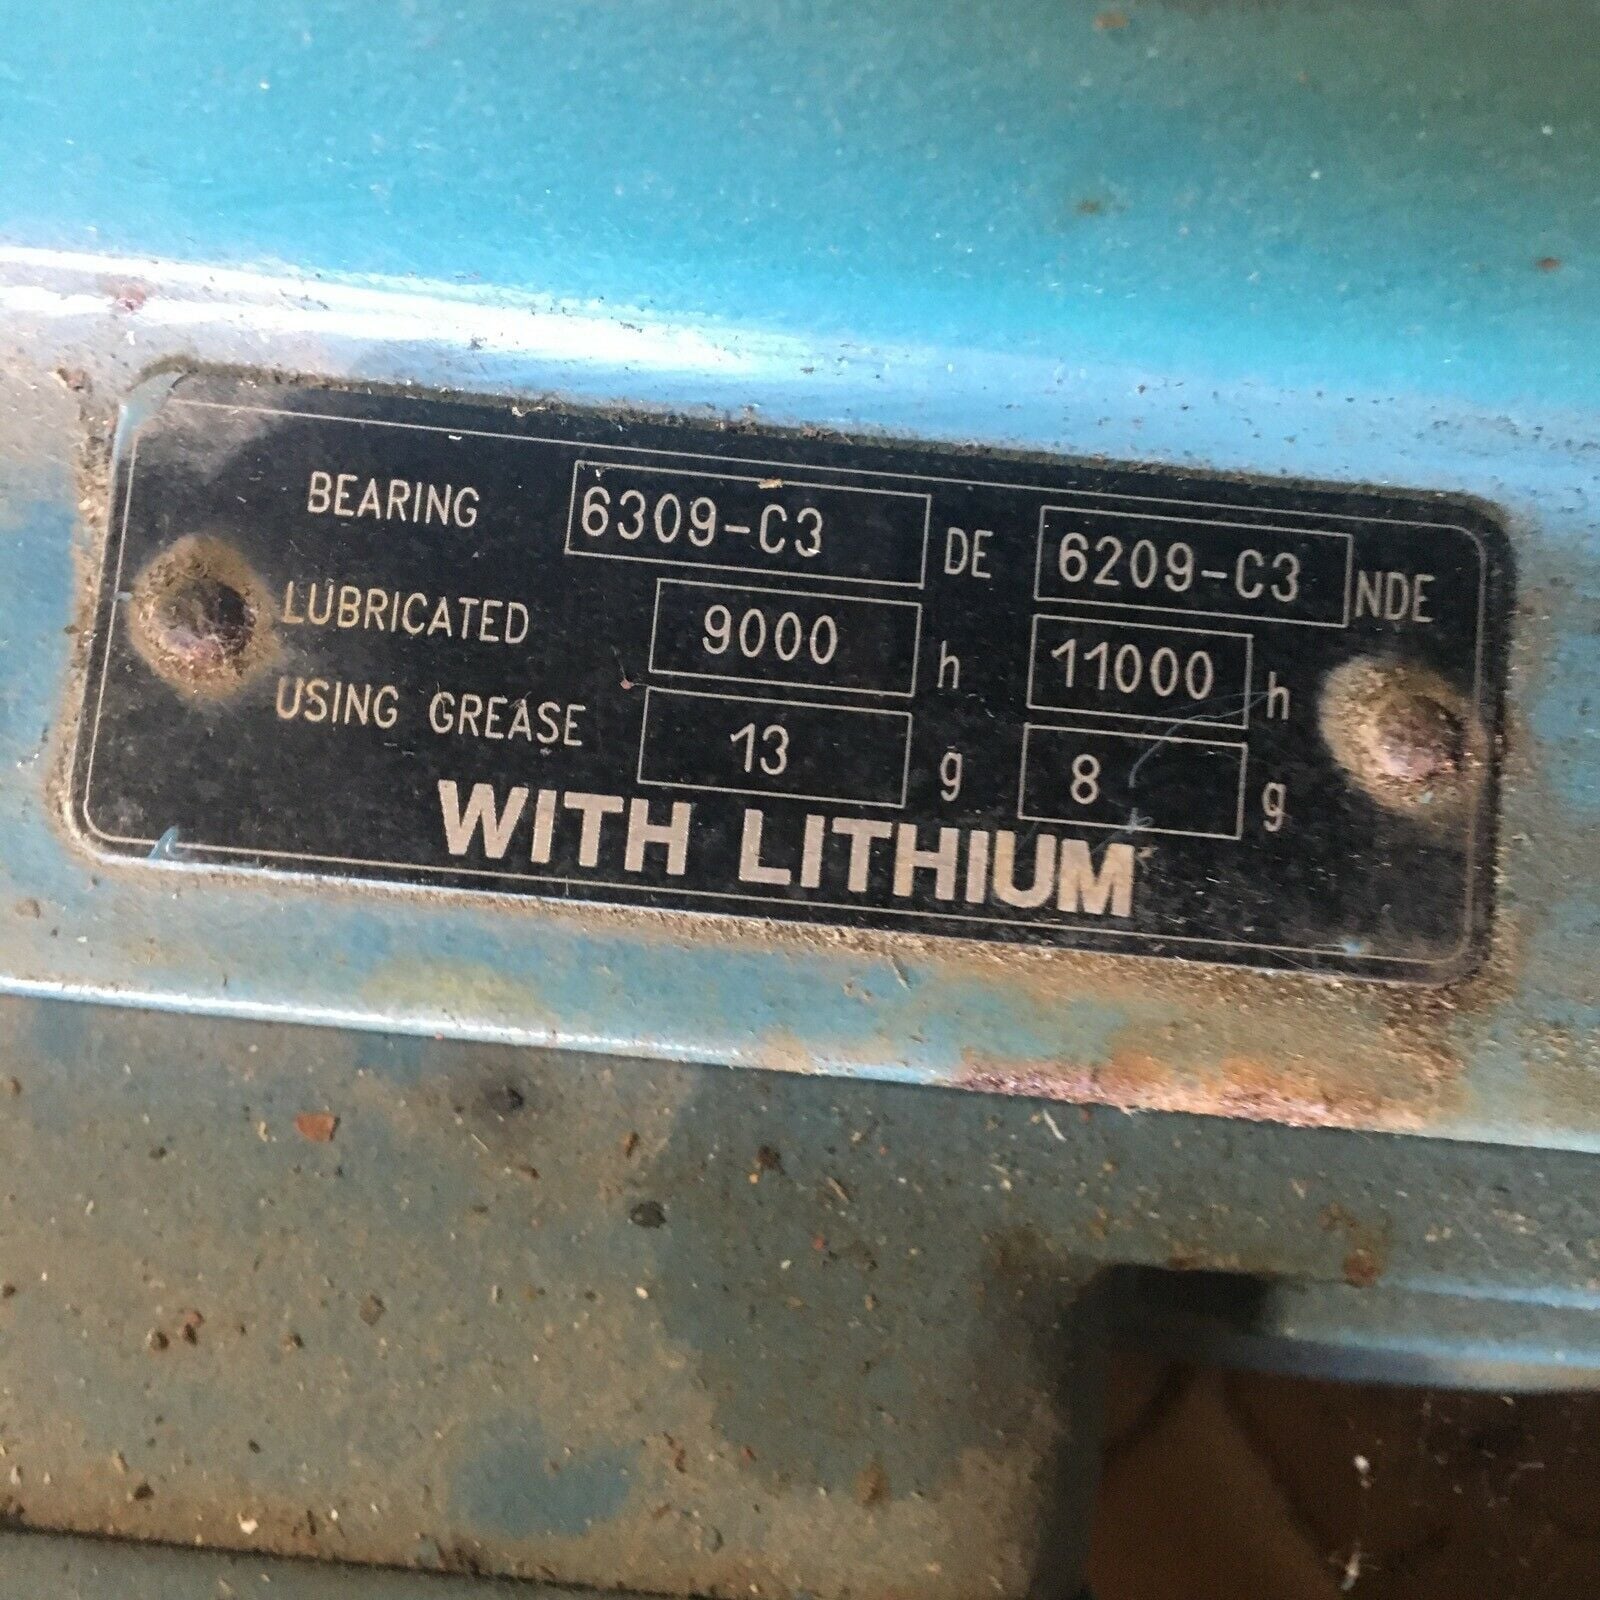 BEARING 6309-C3 DE 6209-C3 NDE
LUBRICATED 9000 h 11000 h
USING GREASE 13 g 8 g
WITH LITHIUM